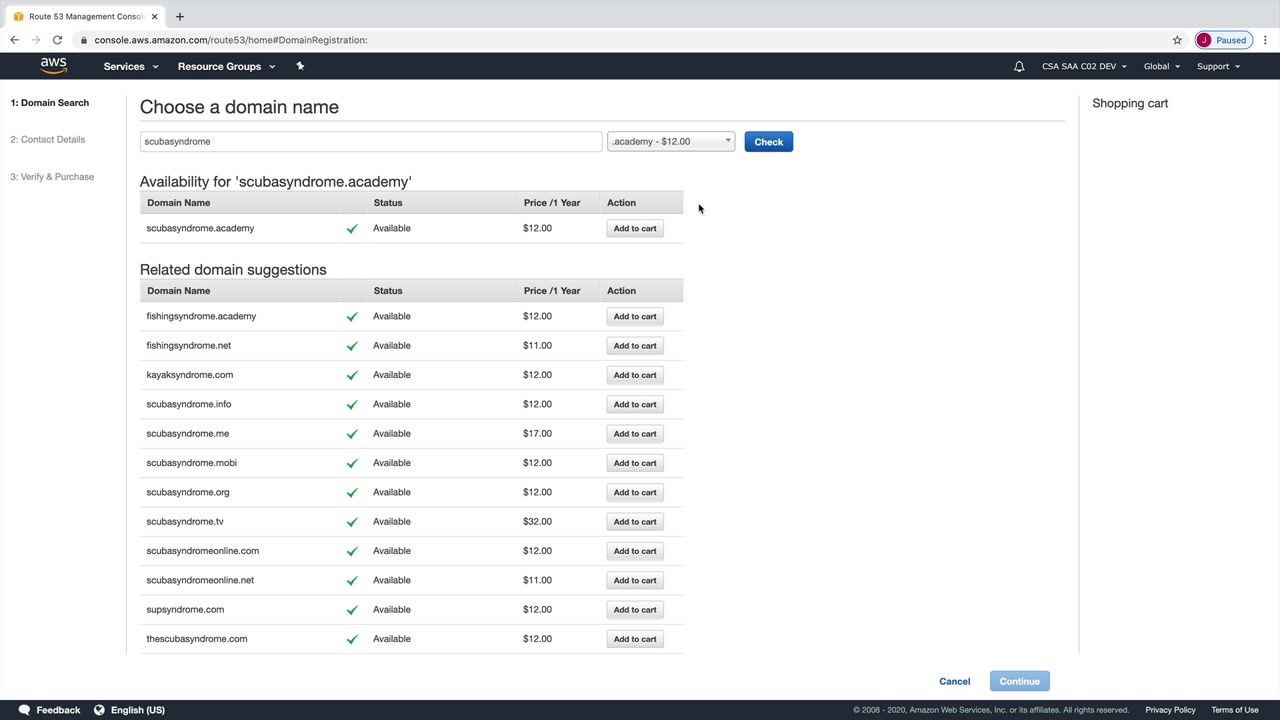 Route 53 Management Consol
console.aws.amazon.com/route53/home#DomainRegistration:
J Paused
aws Services Resource Groups CSA SAA C02 DEV Global Support
1: Domain Search
2: Contact Details
3: Verify & Purchase
Choose a domain name
scubasyndrome .academy - $12.00 Check
Availability for 'scubasyndrome.academy'
Domain Name Status Price /1 Year Action
scubasyndrome.academy Available $12.00 Add to cart
Related domain suggestions
Domain Name Status Price /1 Year Action
fishingsyndrome.academy Available $12.00 Add to cart
fishingsyndrome.net Available $11.00 Add to cart
kayaksyndrome.com Available $12.00 Add to cart
scubasyndrome.info Available $12.00 Add to cart
scubasyndrome.me Available $17.00 Add to cart
scubasyndrome.mobi Available $12.00 Add to cart
scubasyndrome.org Available $12.00 Add to cart
scubasyndrome.tv Available $32.00 Add to cart
scubasyndromeonline.com Available $12.00 Add to cart
scubasyndromeonline.net Available $11.00 Add to cart
supsyndrome.com Available $12.00 Add to cart
thescubasyndrome.com Available $12.00 Add to cart
Shopping cart
Cancel Continue
Feedback English (US) © 2008 - 2020, Amazon Web Services, Inc. or its affiliates. All rights reserved. Privacy Policy Terms of Use